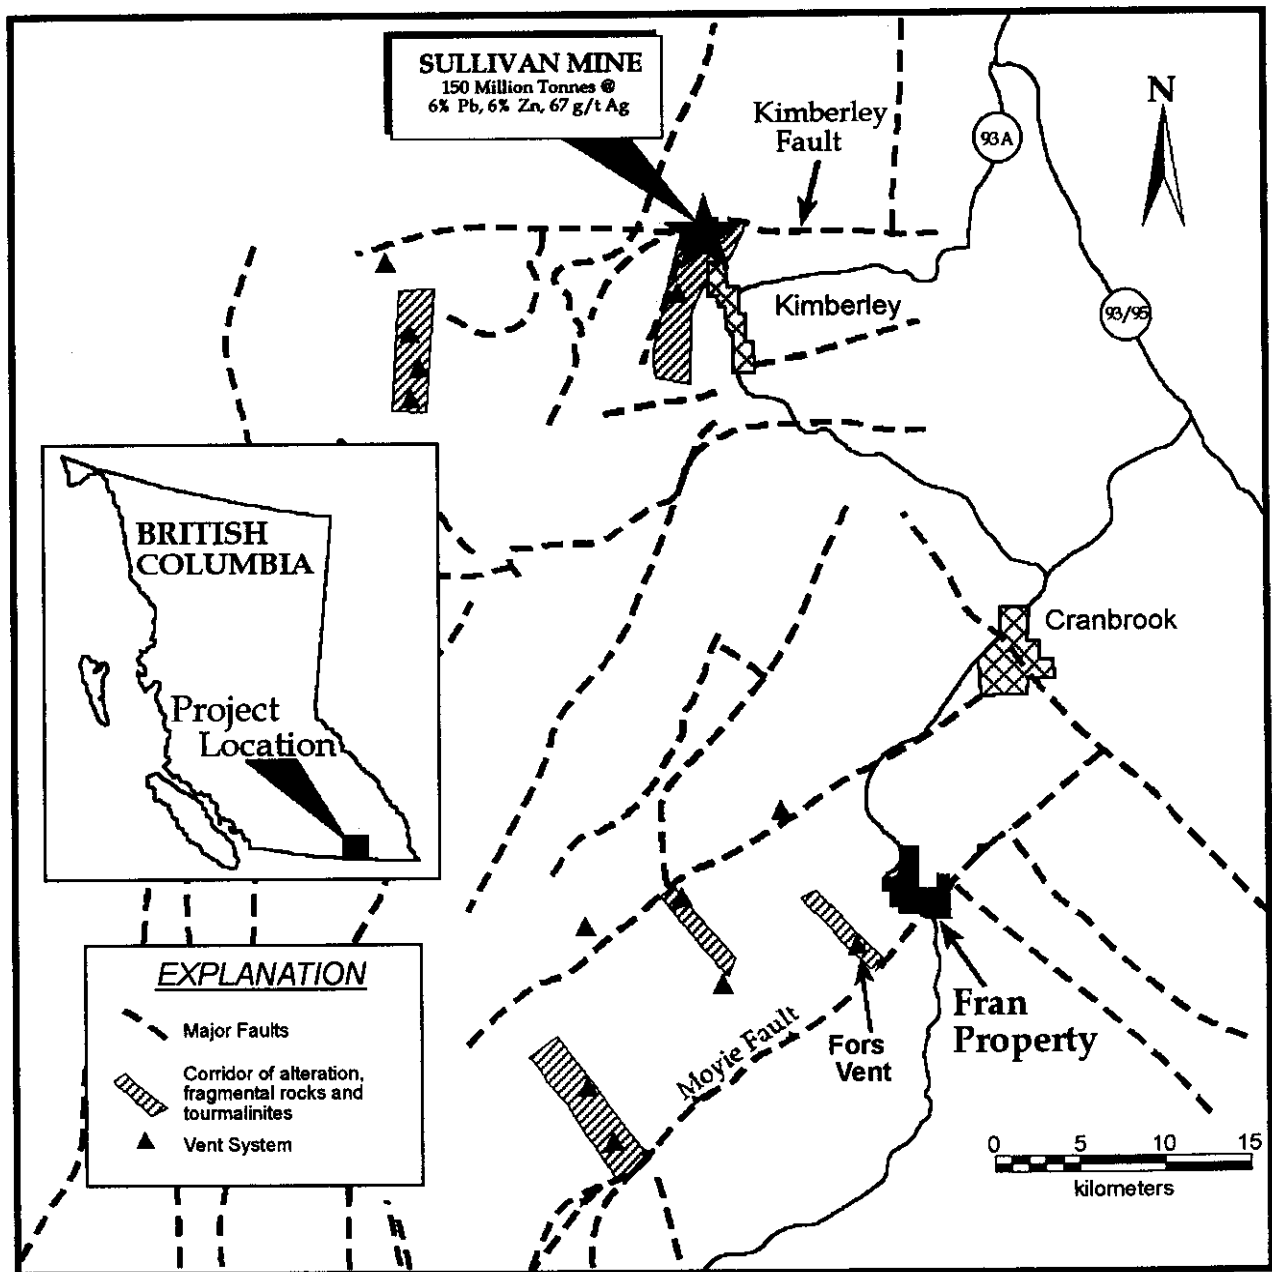 SULLIVAN MINE
150 Million Tonnes @
6% Pb, 6% Zn, 67 g/t Ag
Kimberley
Fault
93A
N
Kimberley
93/95
BRITISH
COLUMBIA
Project
Location
Cranbrook
EXPLANATION
Major Faults
Corridor of alteration,
fragmental rocks and
tourmalinites
Vent System
Moyie Fault
Fors
Vent
Fran
Property
0 5 10 15
kilometers